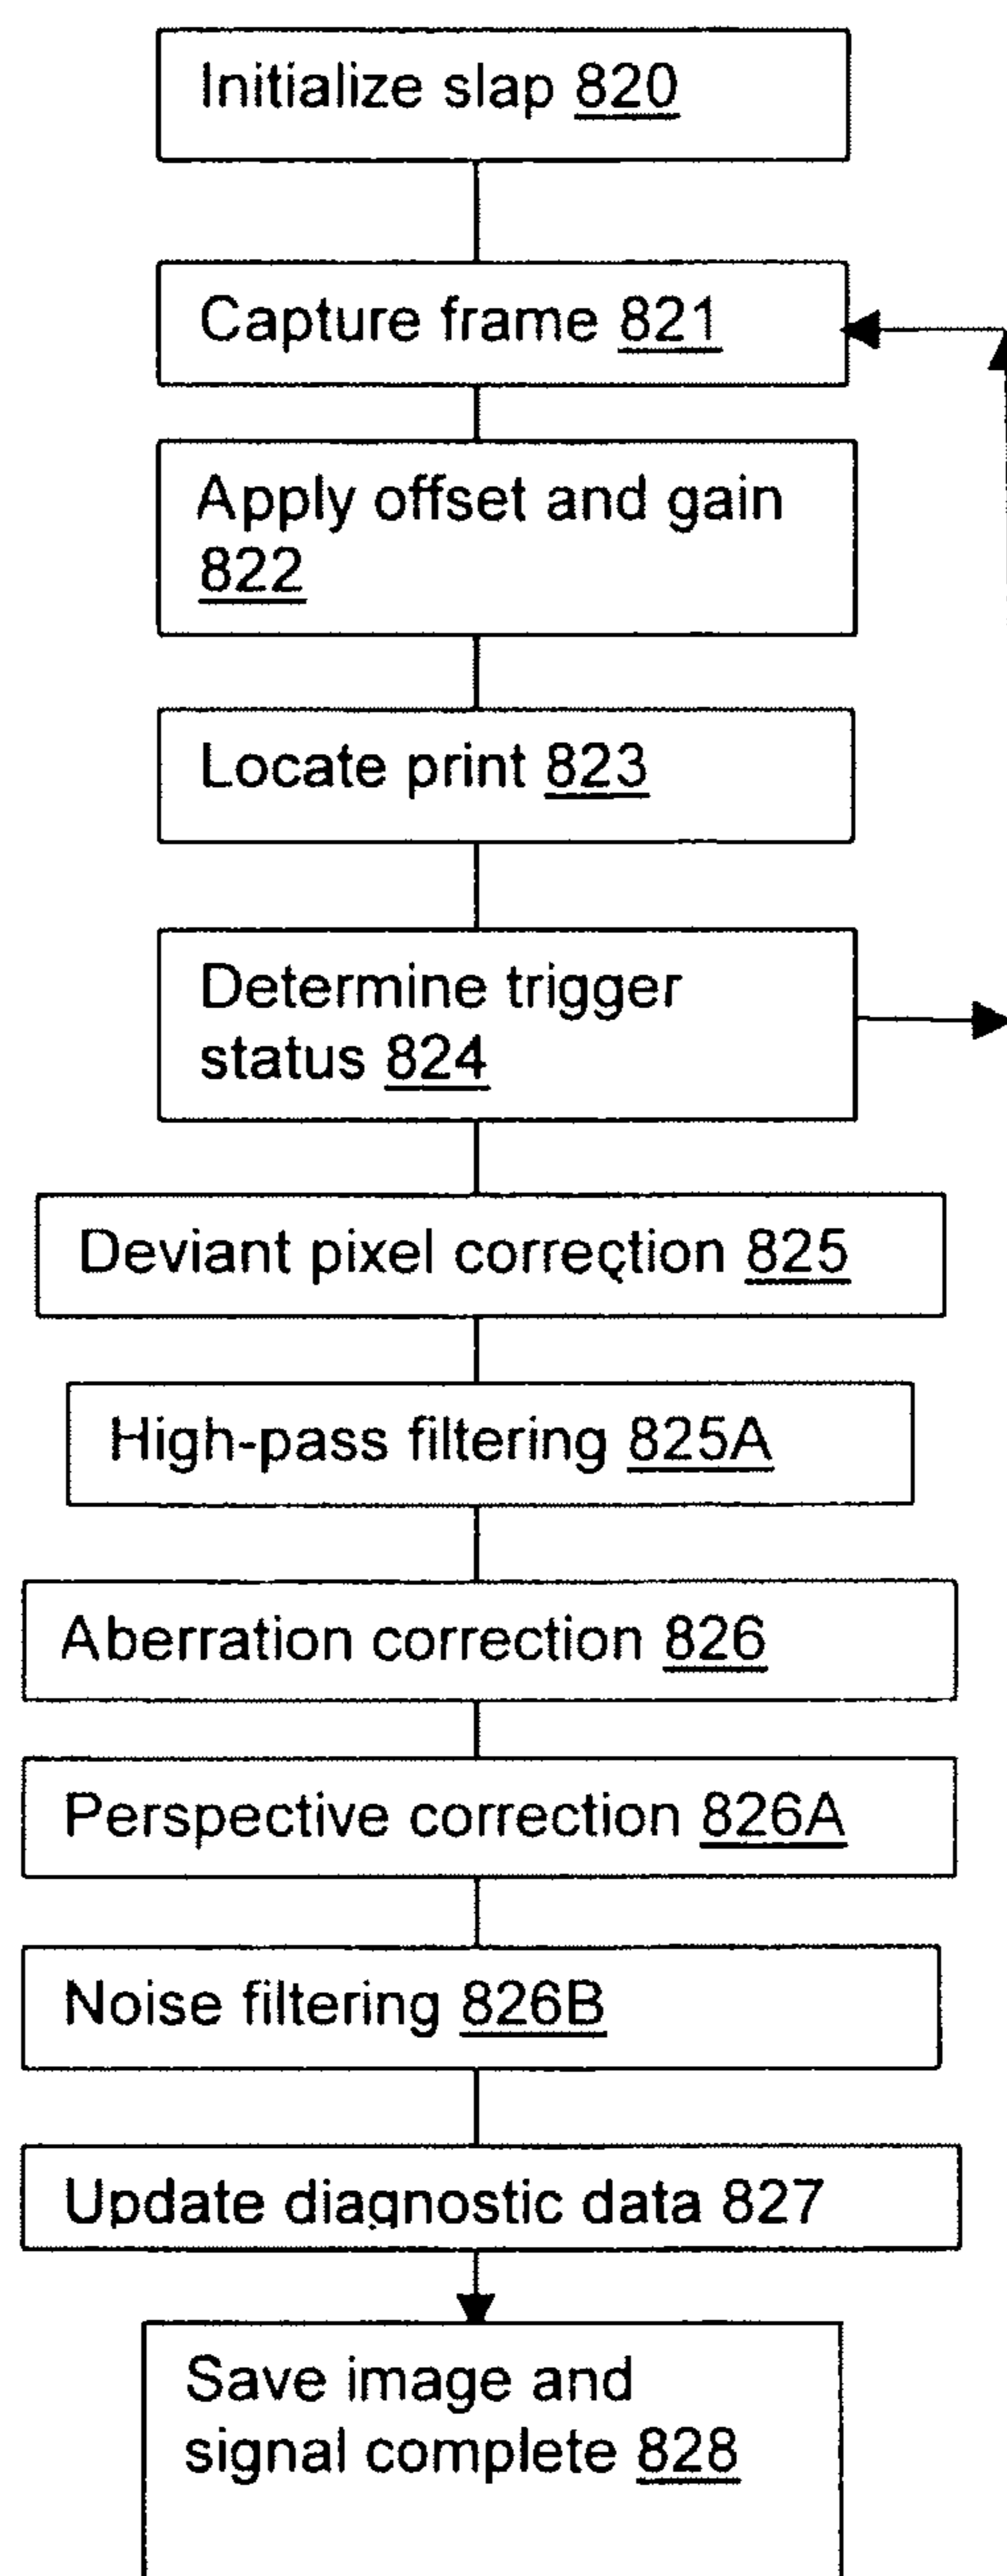 Initialize slap 820
Capture frame 821
Apply offset and gain
822
Locate print 823
Determine trigger
status 824
Deviant pixel correction 825
High-pass filtering 825A
Aberration correction 826
Perspective correction 826A
Noise filtering 826B
Update diagnostic data 827
Save image and
signal complete 828